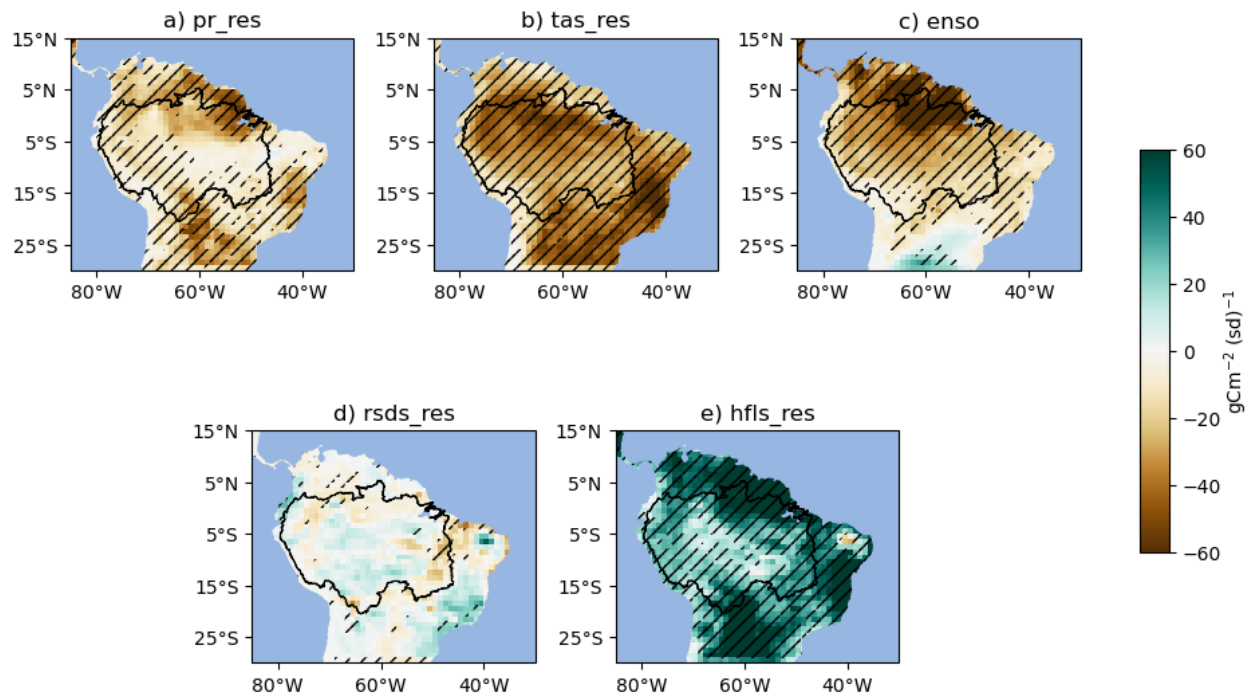 a) pr_res
b) tas_res
c) enso
15°N
5°N
5°S
15°S
25°S
80°W
60°W
40°W
15°N
5°N
5°S
15°S
25°S
80°W
60°W
40°W
15°N
5°N
5°S
15°S
25°S
80°W
60°W
40°W
d) rsds_res
e) hfls_res
15°N
5°N
5°S
15°S
25°S
80°W
60°W
40°W
15°N
5°N
5°S
15°S
25°S
80°W
60°W
40°W
60
40
20
0
−20
−40
−60
gCm⁻² (sd)⁻¹